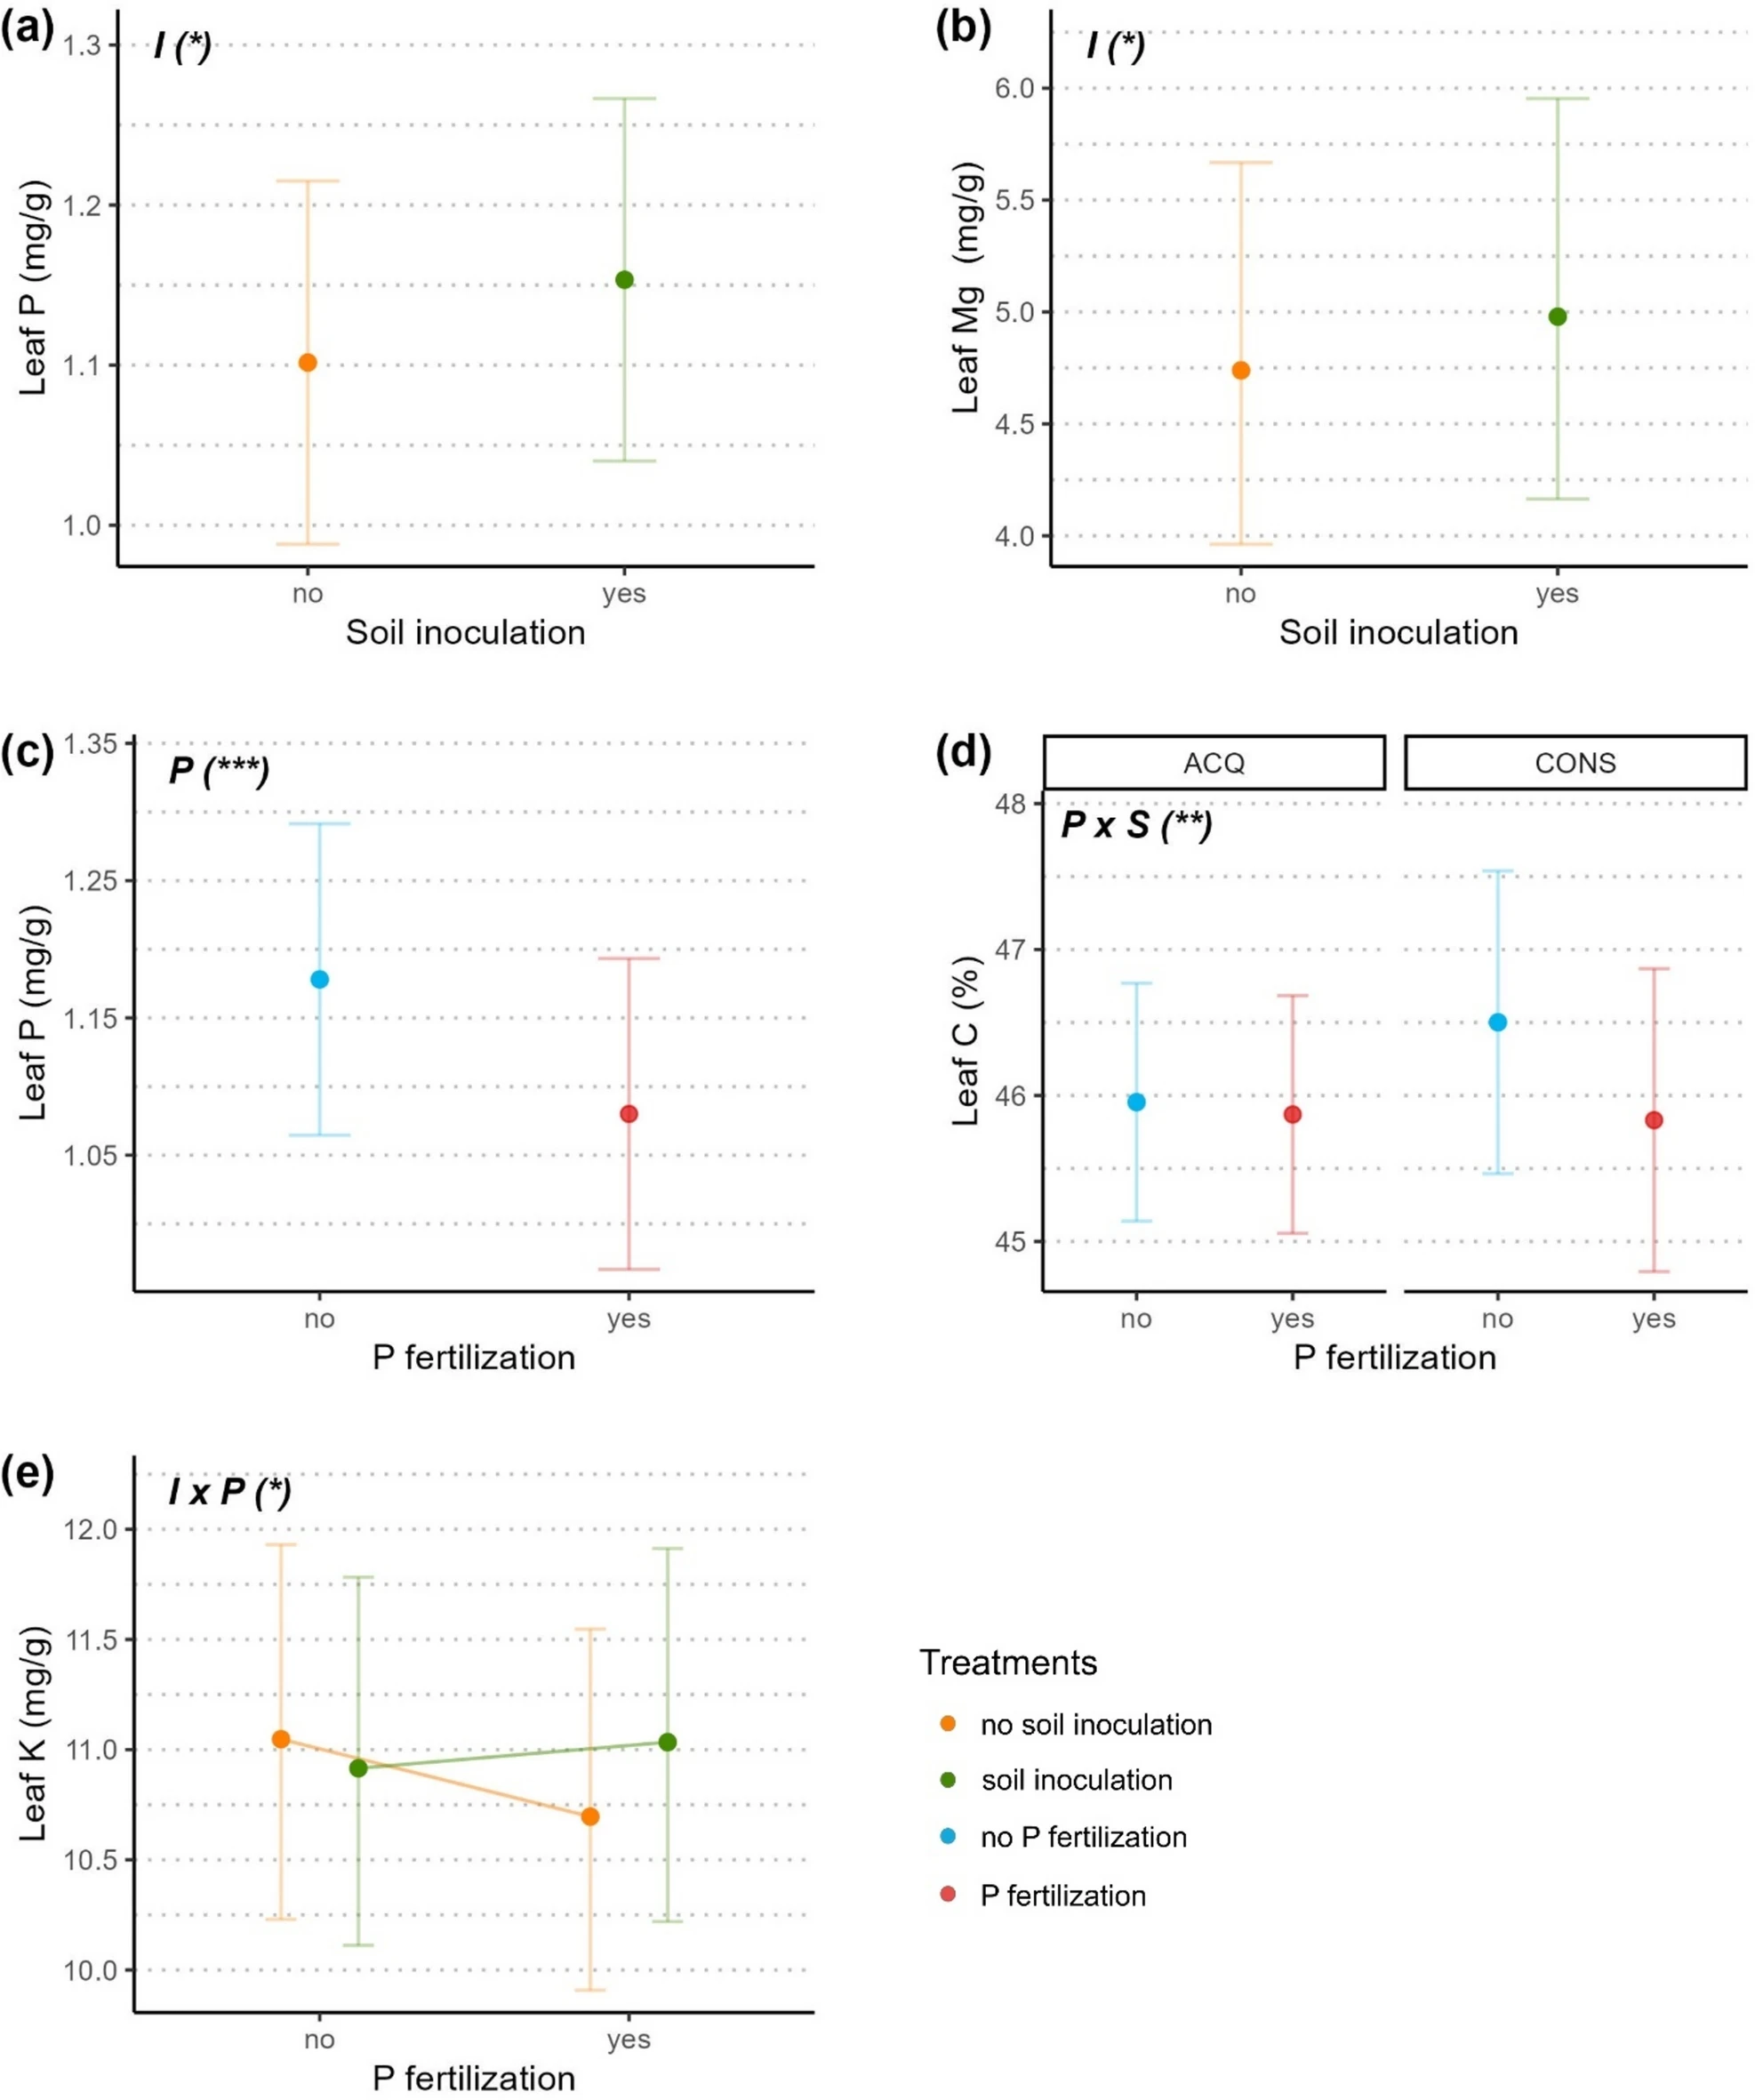 (a)
I (*)
1.3
1.2
1.1
1.0
Leaf P (mg/g)
no
yes
Soil inoculation
(b)
I (*)
6.0
5.5
5.0
4.5
4.0
Leaf Mg (mg/g)
no
yes
Soil inoculation
(c)
P (***)
1.35
1.25
1.15
1.05
Leaf P (mg/g)
no
yes
P fertilization
(d)
ACQ
CONS
P x S (**)
48
47
46
45
Leaf C (%)
no
yes
no
yes
P fertilization
(e)
I x P (*)
12.0
11.5
11.0
10.5
10.0
Leaf K (mg/g)
no
yes
P fertilization
Treatments
no soil inoculation
soil inoculation
no P fertilization
P fertilization